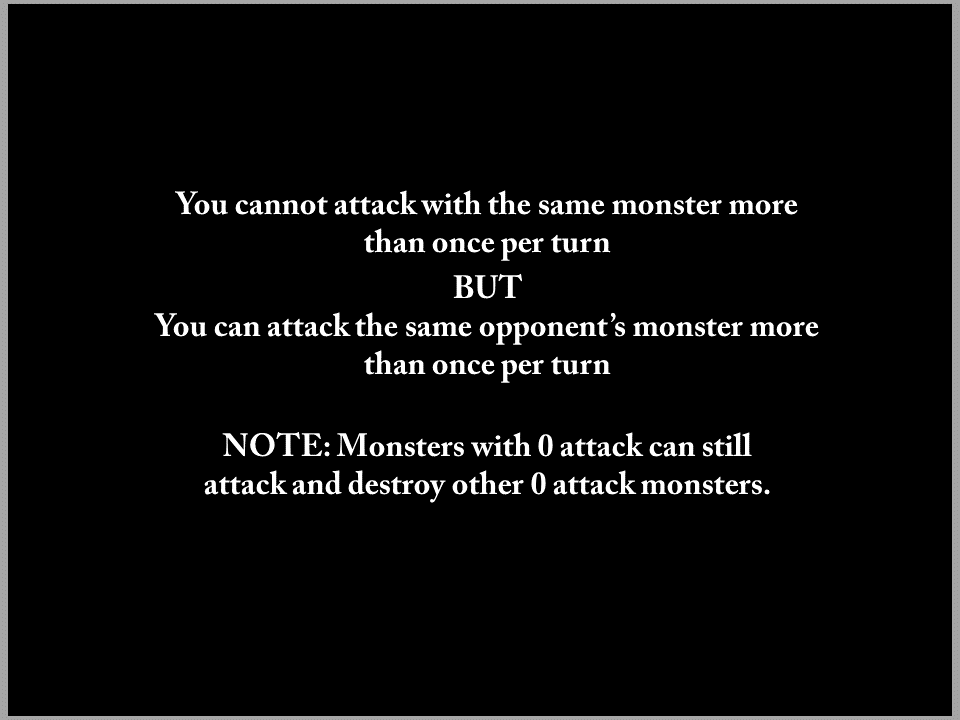 You cannot attack with the same monster more
than once per turn
BUT
You can attack the same opponent’s monster more
than once per turn
NOTE: Monsters with 0 attack can still
attack and destroy other 0 attack monsters.